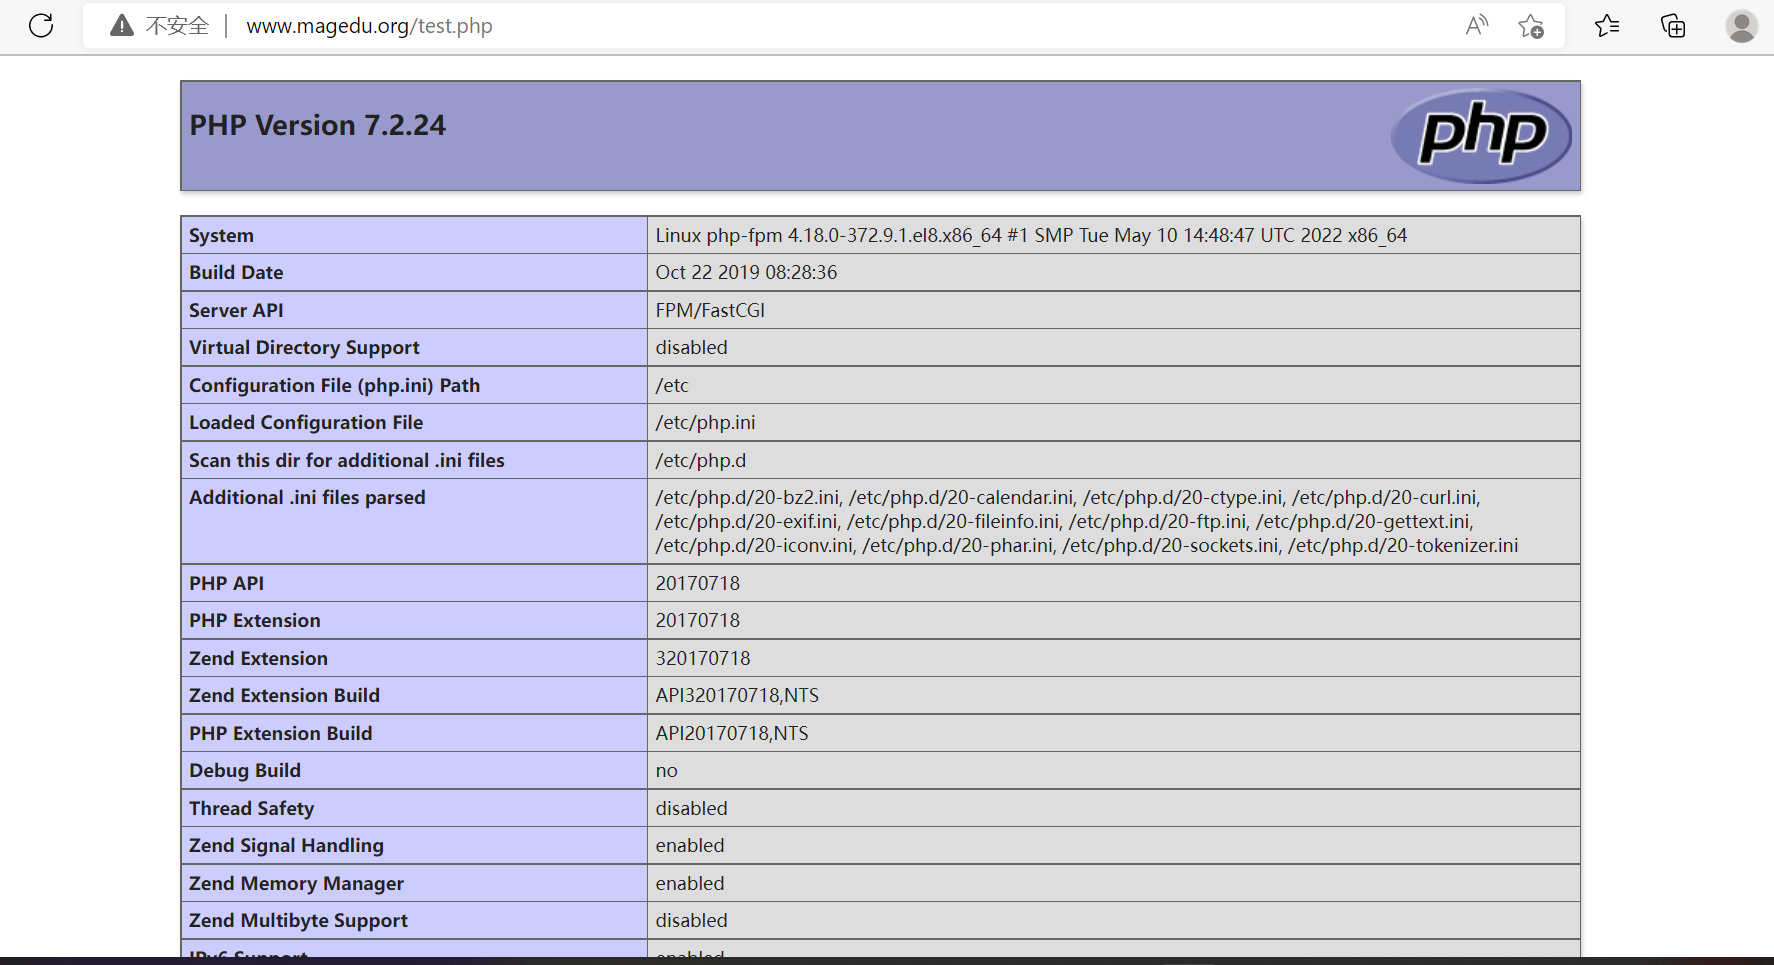 不安全 www.magedu.org/test.php
PHP Version 7.2.24
php
System Linux php-fpm 4.18.0-372.9.1.el8.x86_64 #1 SMP Tue May 10 14:48:47 UTC 2022 x86_64
Build Date Oct 22 2019 08:28:36
Server API FPM/FastCGI
Virtual Directory Support disabled
Configuration File (php.ini) Path /etc
Loaded Configuration File /etc/php.ini
Scan this dir for additional .ini files /etc/php.d
Additional .ini files parsed /etc/php.d/20-bz2.ini, /etc/php.d/20-calendar.ini, /etc/php.d/20-ctype.ini, /etc/php.d/20-curl.ini,
/etc/php.d/20-exif.ini, /etc/php.d/20-fileinfo.ini, /etc/php.d/20-ftp.ini, /etc/php.d/20-gettext.ini,
/etc/php.d/20-iconv.ini, /etc/php.d/20-phar.ini, /etc/php.d/20-sockets.ini, /etc/php.d/20-tokenizer.ini
PHP API 20170718
PHP Extension 20170718
Zend Extension 320170718
Zend Extension Build API320170718,NTS
PHP Extension Build API20170718,NTS
Debug Build no
Thread Safety disabled
Zend Signal Handling enabled
Zend Memory Manager enabled
Zend Multibyte Support disabled
IPv6 Support enabled